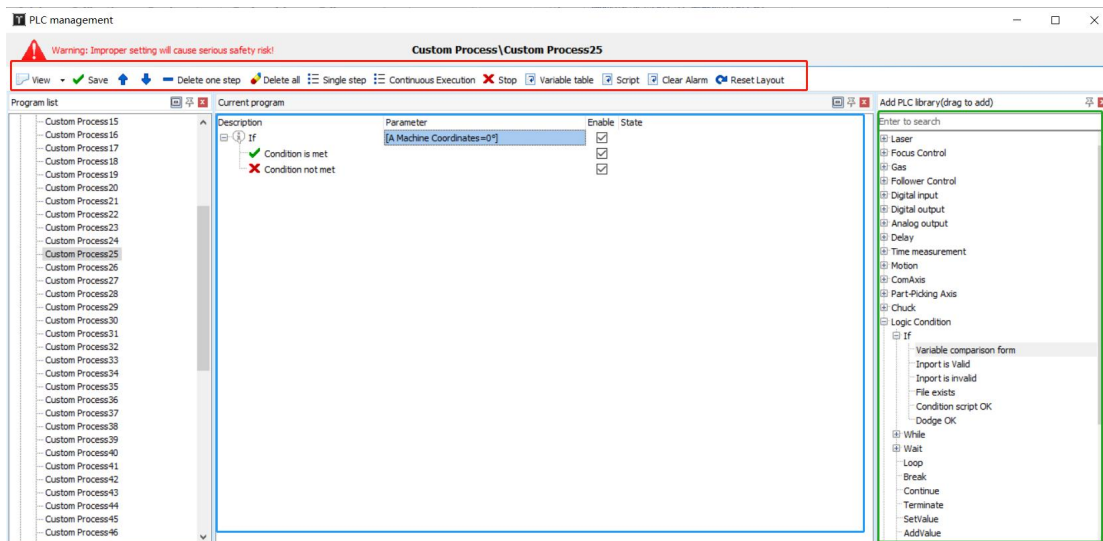 PLC management
Warning: Improper setting will cause serious safety risk!
Custom Process\Custom Process25
View Save Delete one step Delete all Single step Continuous Execution Stop Variable table Script Clear Alarm Reset Layout
Program list
Custom Process15
Custom Process16
Custom Process17
Custom Process18
Custom Process19
Custom Process20
Custom Process21
Custom Process22
Custom Process23
Custom Process24
Custom Process25
Custom Process26
Custom Process27
Custom Process28
Custom Process29
Custom Process30
Custom Process31
Custom Process32
Custom Process33
Custom Process34
Custom Process35
Custom Process36
Custom Process37
Custom Process38
Custom Process39
Custom Process40
Custom Process41
Custom Process42
Custom Process43
Custom Process44
Custom Process45
Custom Process46
Current program
Description Parameter Enable State
If [A Machine Coordinates=0°]
Condition is met
Condition not met
Add PLC library(drag to add)
Enter to search
Laser
Focus Control
Gas
Follower Control
Digital input
Digital output
Analog output
Delay
Time measurement
Motion
ComAxis
Part-Picking Axis
Chuck
Logic Condition
If
Variable comparison form
Inport is Valid
Inport is invalid
File exists
Condition script OK
Dodge OK
While
Wait
Loop
Break
Continue
Terminate
SetValue
AddValue